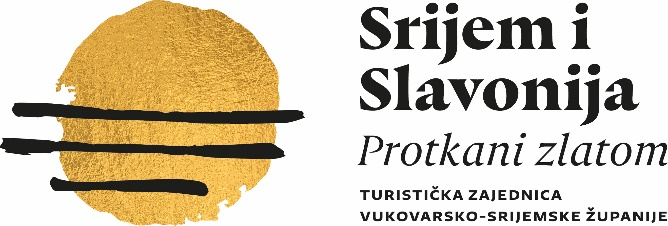 Srijem i
Slavonija
Protkani zlatom
TURISTIČKA ZAJEDNICA
VUKOVARSKO-SRIJEMSKE ŽUPANIJE